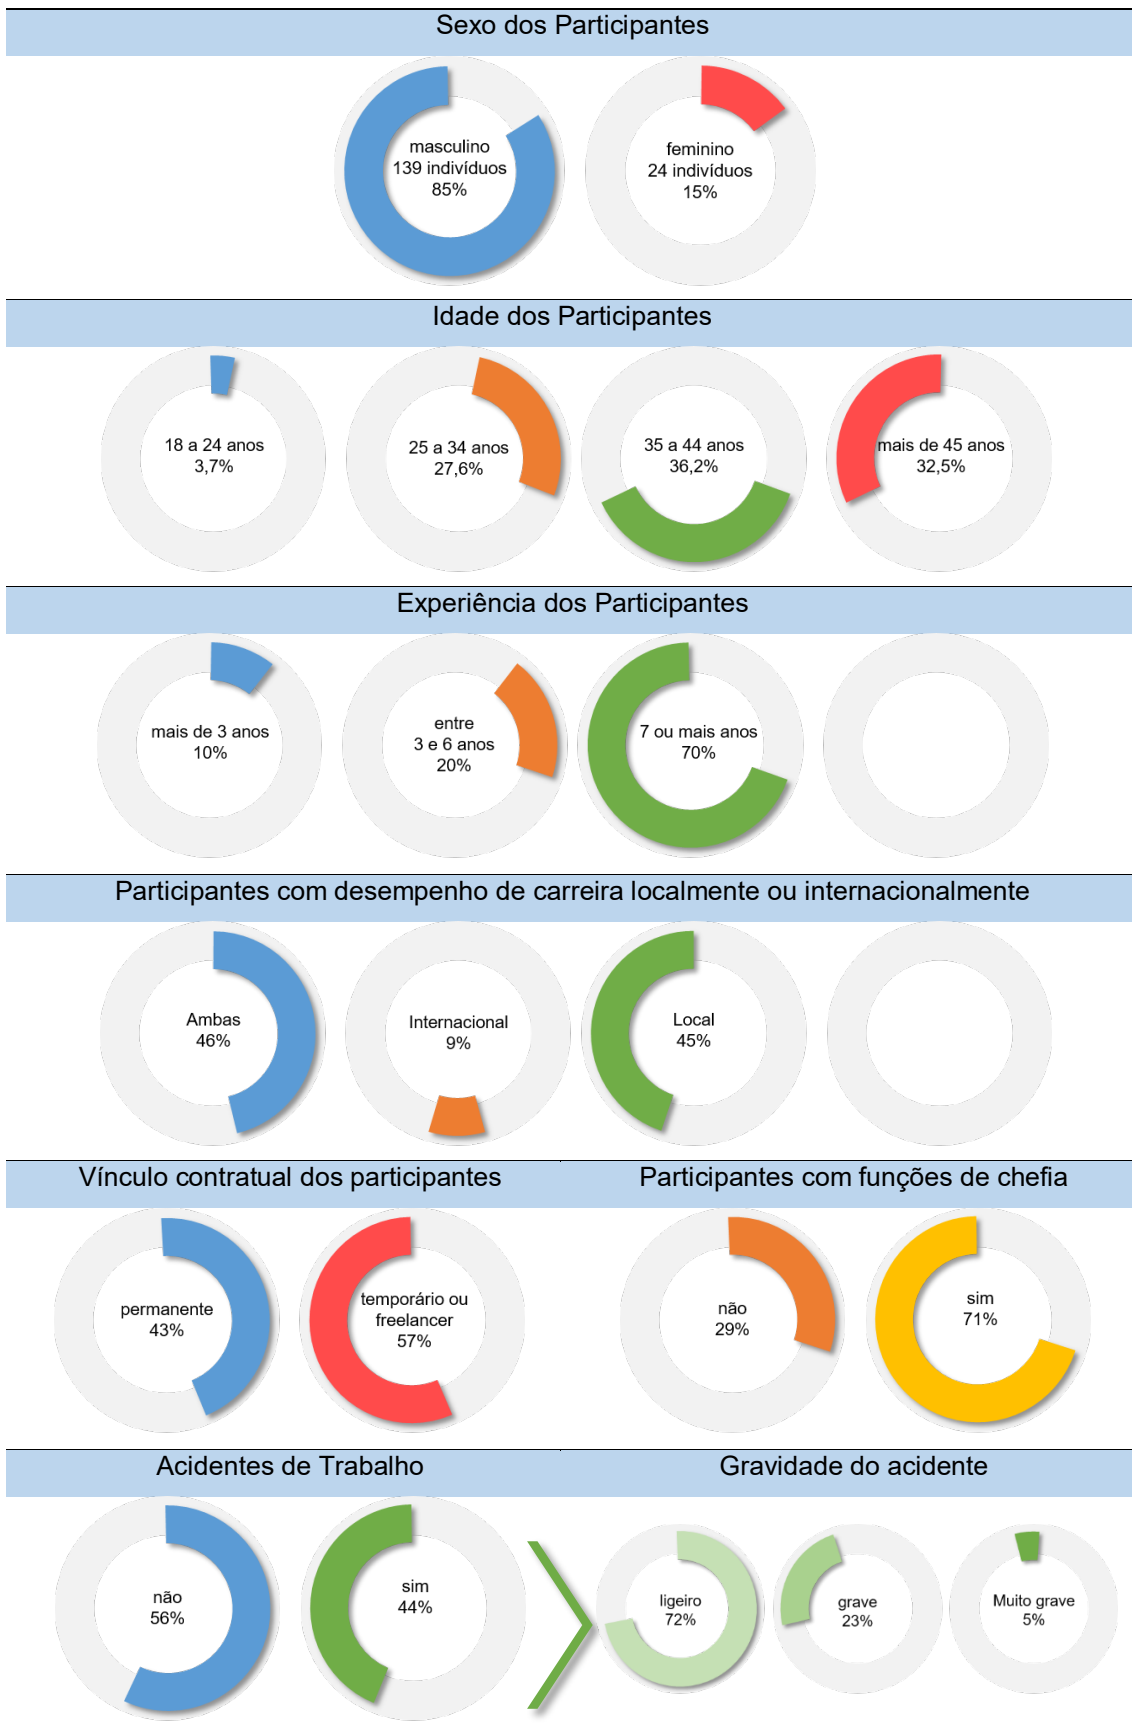 Sexo dos Participantes
masculino
139 indivíduos
85%
feminino
24 indivíduos
15%
Idade dos Participantes
18 a 24 anos
3,7%
25 a 34 anos
27,6%
35 a 44 anos
36,2%
mais de 45 anos
32,5%
Experiência dos Participantes
mais de 3 anos
10%
entre
3 e 6 anos
20%
7 ou mais anos
70%
Participantes com desempenho de carreira localmente ou internacionalmente
Ambas
46%
Internacional
9%
Local
45%
Vínculo contratual dos participantes
permanente
43%
temporário ou
freelancer
57%
Participantes com funções de chefia
não
29%
sim
71%
Acidentes de Trabalho
não
56%
sim
44%
Gravidade do acidente
ligeiro
72%
grave
23%
Muito grave
5%